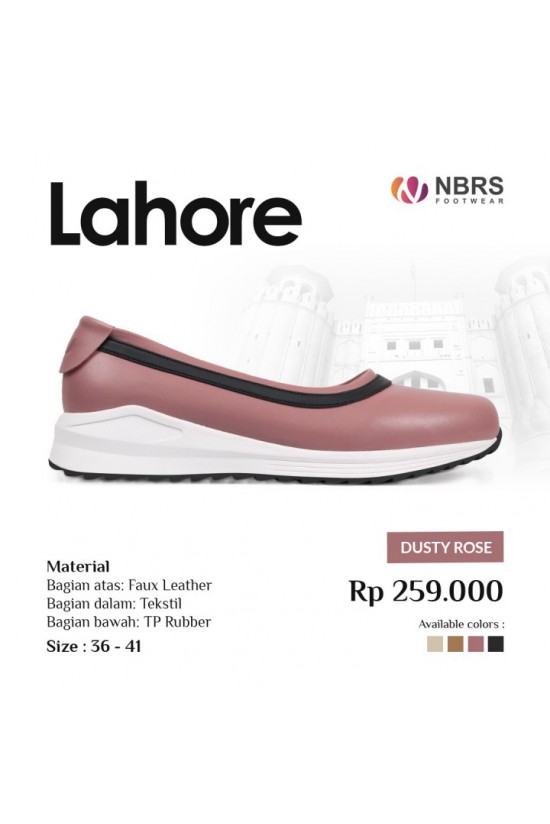 Lahore
NBRS
FOOTWEAR
DUSTY ROSE
Material
Bagian atas: Faux Leather
Bagian dalam: Tekstil
Bagian bawah: TP Rubber
Size : 36 - 41
Rp 259.000
Available colors :